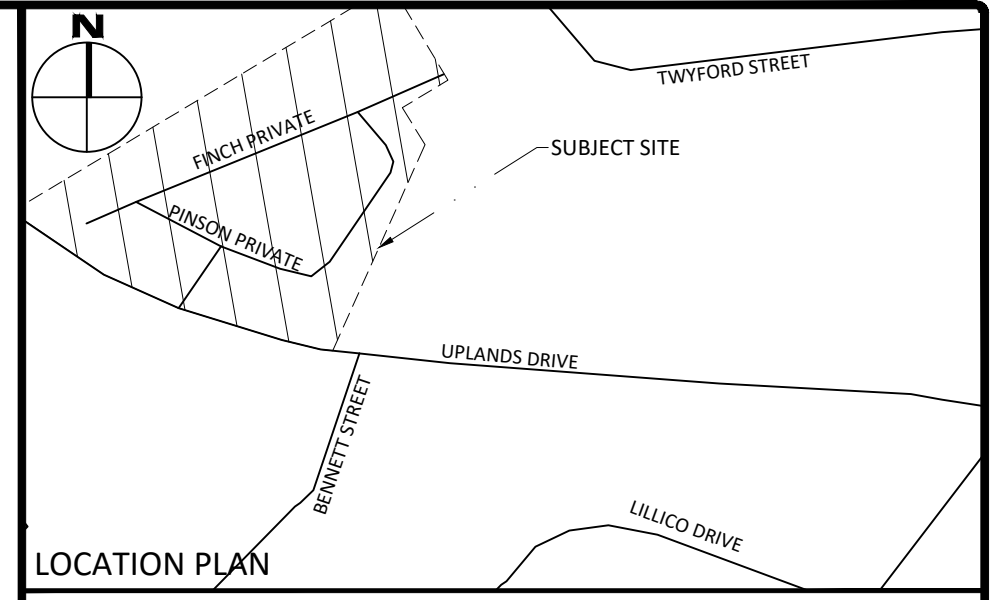 N
TWYFORD STREET
FINCH PRIVATE
SUBJECT SITE
PINSON PRIVATE
UPLANDS DRIVE
BENNETT STREET
LILLICO DRIVE
LOCATION PLAN